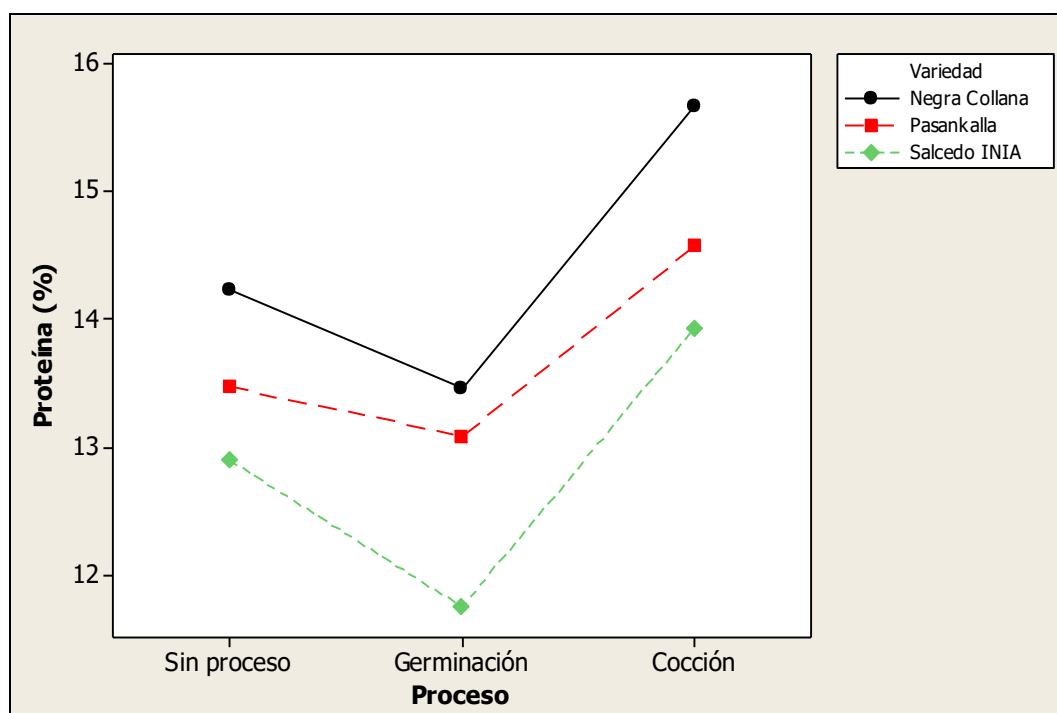 Variedad
Negra Collana
Pasankalla
Salcedo INIA
Proteína (%)
16
15
14
13
12
Sin proceso
Germinación
Cocción
Proceso